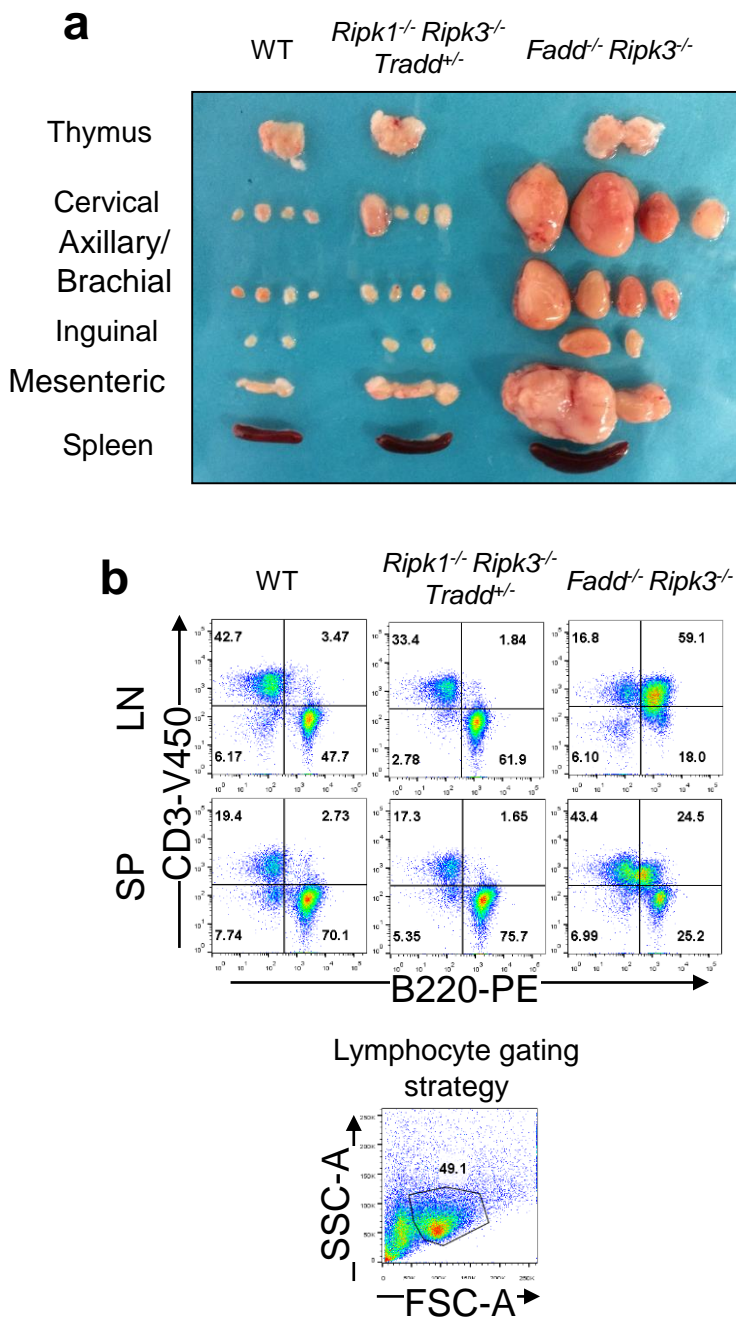 a
WT
Ripk1-/- Ripk3-/-
Tradd+/-
Fadd-/- Ripk3-/-
Thymus
Cervical
Axillary/
Brachial
Inguinal
Mesenteric
Spleen
b
WT
Ripk1-/- Ripk3-/-
Tradd+/-
Fadd-/- Ripk3-/-
LN
42.7 3.47
6.17 47.7
33.4 1.84
2.78 61.9
16.8 59.1
6.10 18.0
SP
19.4 2.73
7.74 70.1
17.3 1.65
5.35 75.7
43.4 24.5
6.99 25.2
CD3-V450
B220-PE
Lymphocyte gating
strategy
49.1
SSC-A
FSC-A